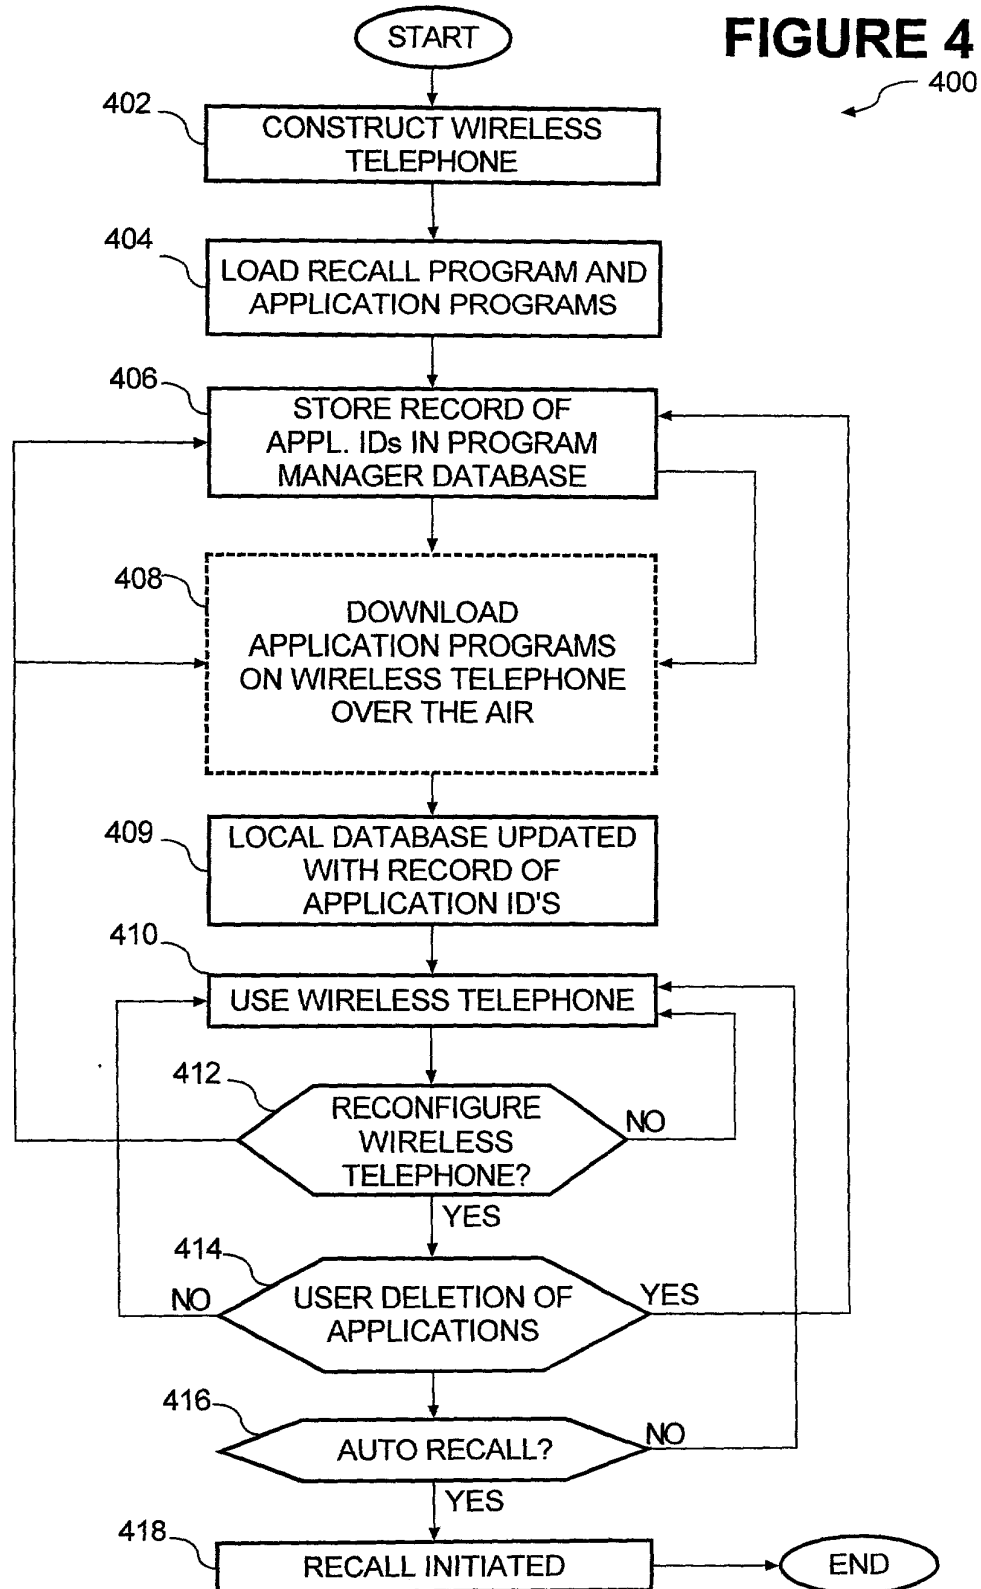 START
FIGURE 4
400
402
CONSTRUCT WIRELESS
TELEPHONE
404
LOAD RECALL PROGRAM AND
APPLICATION PROGRAMS
406
STORE RECORD OF
APPL. IDs IN PROGRAM
MANAGER DATABASE
408
DOWNLOAD
APPLICATION PROGRAMS
ON WIRELESS TELEPHONE
OVER THE AIR
409
LOCAL DATABASE UPDATED
WITH RECORD OF
APPLICATION ID'S
410
USE WIRELESS TELEPHONE
412
RECONFIGURE
WIRELESS
TELEPHONE?
NO
YES
414
NO
USER DELETION OF
APPLICATIONS
YES
416
AUTO RECALL?
NO
YES
418
RECALL INITIATED
END